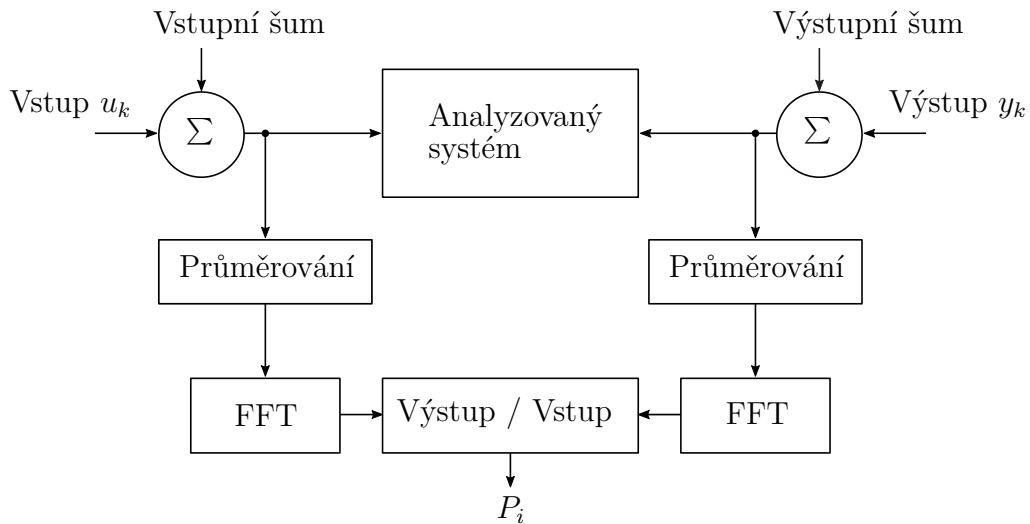 Vstupní šum
Výstupní šum
Vstup u_k
Σ
Analyzovaný
systém
Σ
Výstup y_k
Průměrování
Průměrování
FFT
Výstup / Vstup
FFT
P_i